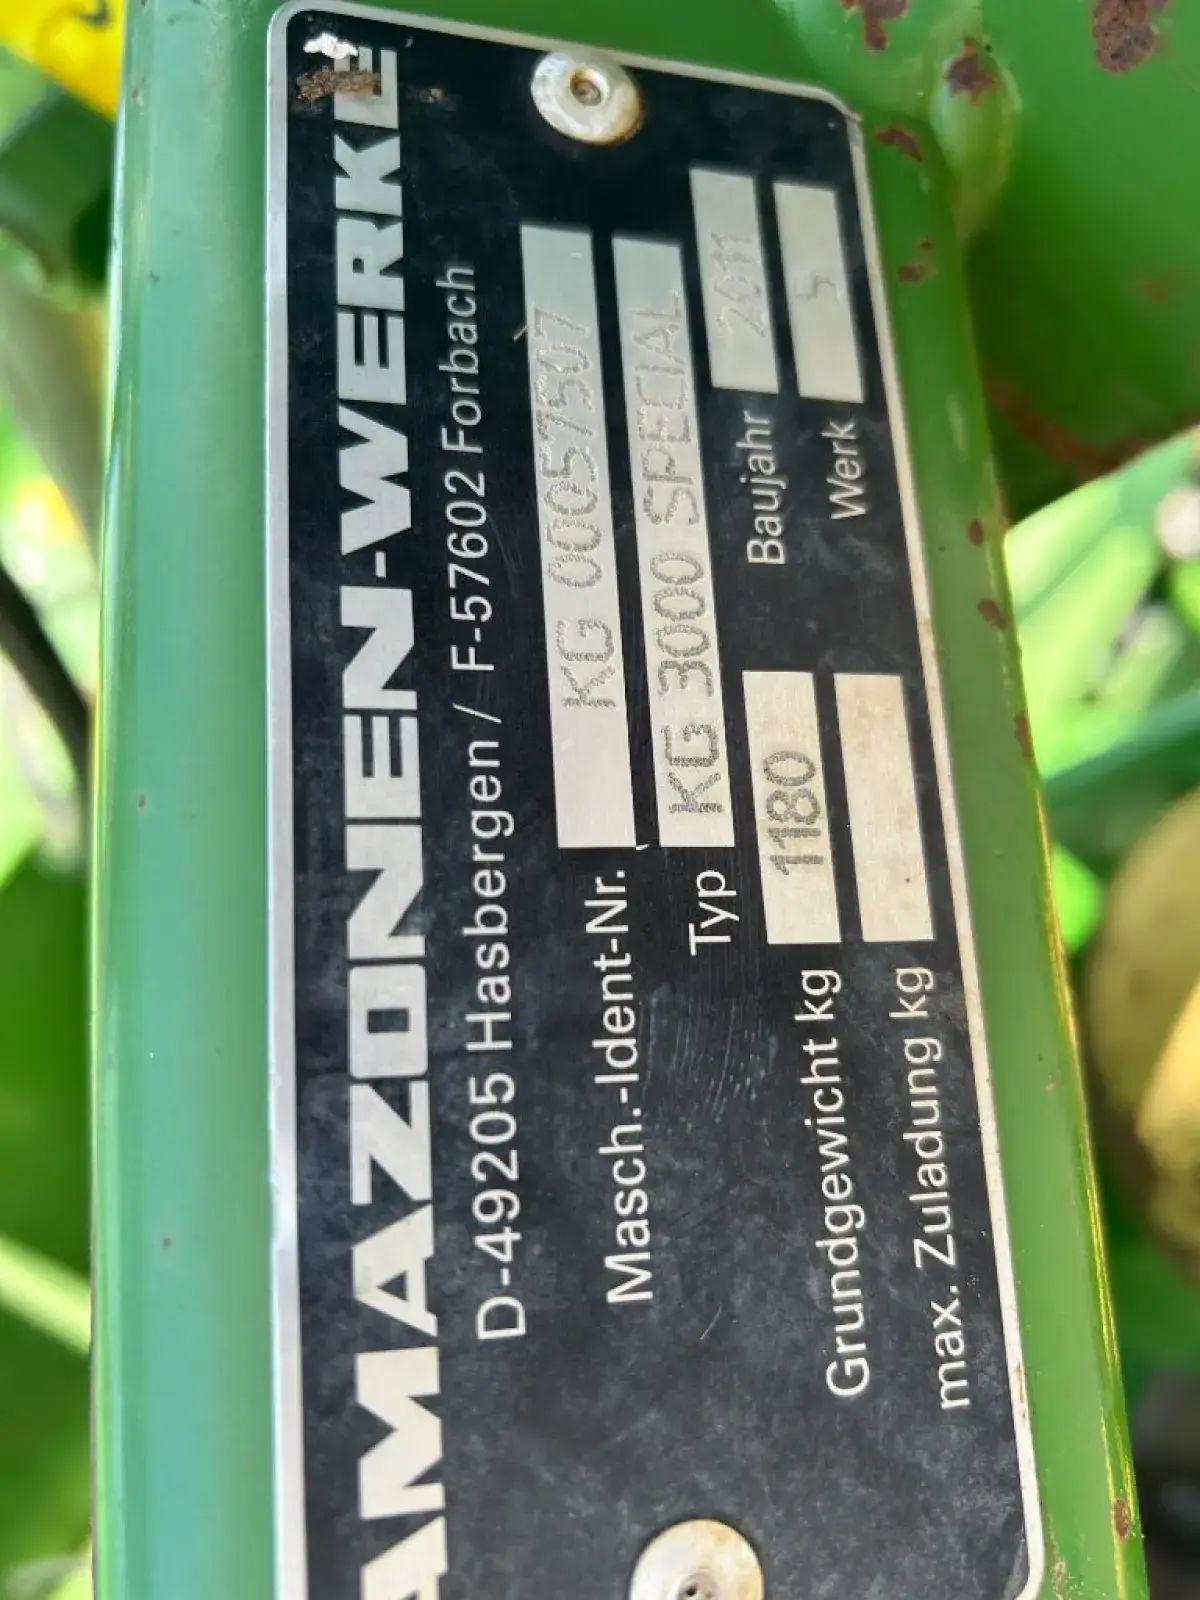 AMAZONEN-WERKE
D-49205 Hasbergen / F-57602 Forbach
Masch.-Ident-Nr. KG 0057507
Typ KG 3000 SPECIAL
Grundgewicht kg 1180 Baujahr 2011
max. Zuladung kg Werk 5